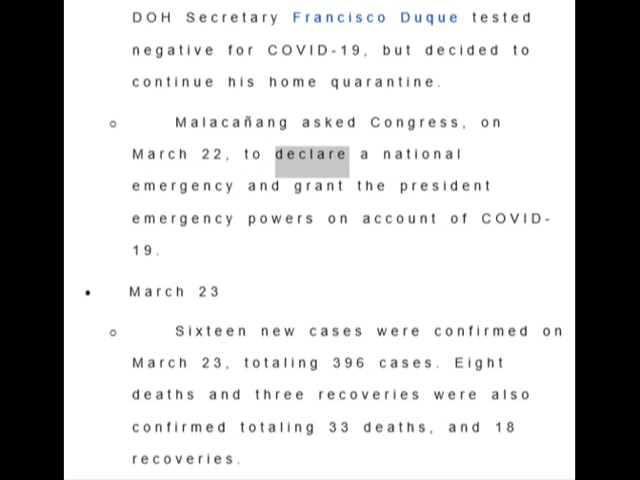 DOH Secretary Francisco Duque tested
negative for COVID-19, but decided to
continue his home quarantine.
o Malacañang asked Congress, on
March 22, to declare a national
emergency and grant the president
emergency powers on account of COVID-
19.
• March 23
o Sixteen new cases were confirmed on
March 23, totaling 396 cases. Eight
deaths and three recoveries were also
confirmed totaling 33 deaths, and 18
recoveries.